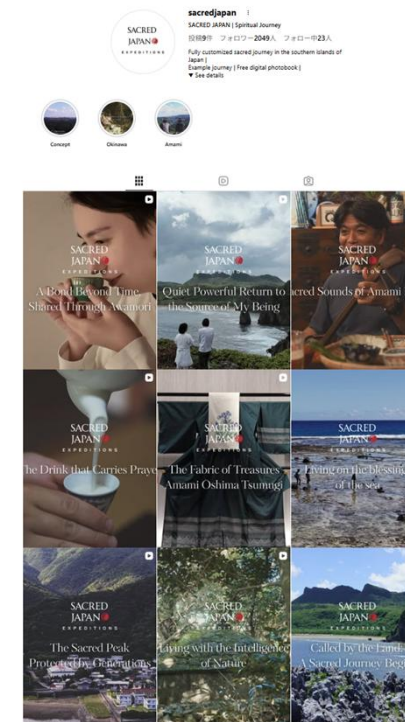 sacredjapan
SACRED JAPAN | Spiritual Journey
投稿9件 フォロワー2049人 フォロー中23人
Fully customized sacred journey in the southern islands of
Japan |
Example journey | Free digital photobook |
▼ See details
SACRED
JAPAN
EXPEDITIONS
Concept
Okinawa
Amami
SACRED
JAPAN
EXPEDITIONS
A Bond Beyond Time
Shared Through Awamori
SACRED
JAPAN
EXPEDITIONS
Quiet Powerful Return to
the Source of My Being
SACRED
JAPAN
EXPEDITIONS
acred Sounds of Amami
SACRED
JAPAN
EXPEDITIONS
he Drink that Carries Praye
SACRED
JAPAN
EXPEDITIONS
The Fabric of Treasures
Amami Oshima Tsumugi
SACRED
JAPAN
EXPEDITIONS
Living on the blessing
of the sea
SACRED
JAPAN
EXPEDITIONS
The Sacred Peak
Protected by Generations
SACRED
JAPAN
EXPEDITIONS
laying with the Intelligence
of Nature
SACRED
JAPAN
EXPEDITIONS
Called by the Land
A Sacred Journey Beg